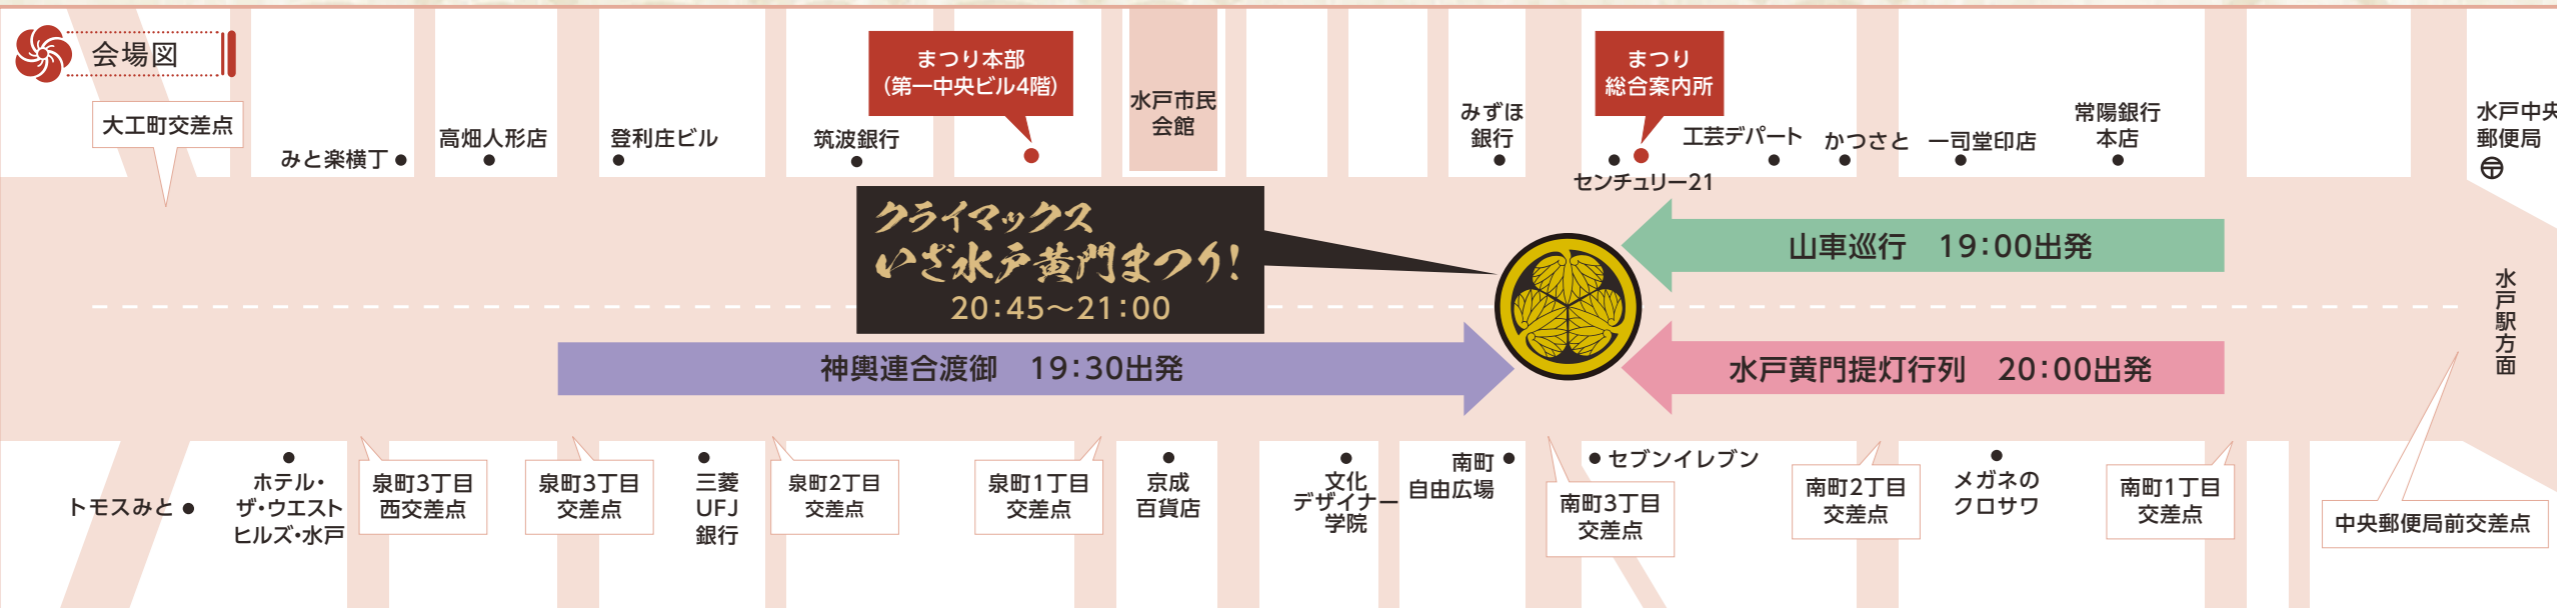 会場図
大工町交差点
みと楽横丁
高畑人形店
登利庄ビル
筑波銀行
まつり本部
(第一中央ビル4階)
水戸市民
会館
みずほ
銀行
まつり
総合案内所
センチュリー21
工芸デパート
かつさと
一司堂印店
常陽銀行
本店
水戸中央
郵便局
クライマックス
いざ水戸黄門まつり!
20:45〜21:00
山車巡行 19:00出発
神輿連合渡御 19:30出発
水戸黄門提灯行列 20:00出発
水戸駅方面
トモスみと
ホテル・
ザ・ウエスト
ヒルズ・水戸
泉町3丁目
西交差点
泉町3丁目
交差点
三菱
UFJ
銀行
泉町2丁目
交差点
泉町1丁目
交差点
京成
百貨店
文化
デザイナー
学院
南町
自由広場
南町3丁目
交差点
セブンイレブン
南町2丁目
交差点
メガネの
クロサワ
南町1丁目
交差点
中央郵便局前交差点